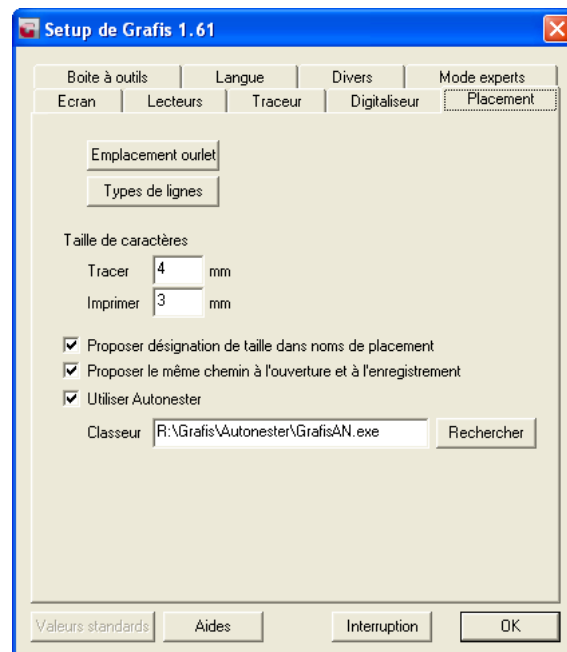 Setup de Grafis 1.61
Boite à outils Langue Divers Mode experts
Ecran Lecteurs Traceur Digitaliseur Placement
Emplacement ourlet
Types de lignes
Taille de caractères
Tracer 4 mm
Imprimer 3 mm
Proposer désignation de taille dans noms de placement
Proposer le même chemin à l'ouverture et à l'enregistrement
Utiliser Autonester
Classeur R:\Grafis\Autonester\GrafisAN.exe Rechercher
Valeurs standards Aides Interruption OK